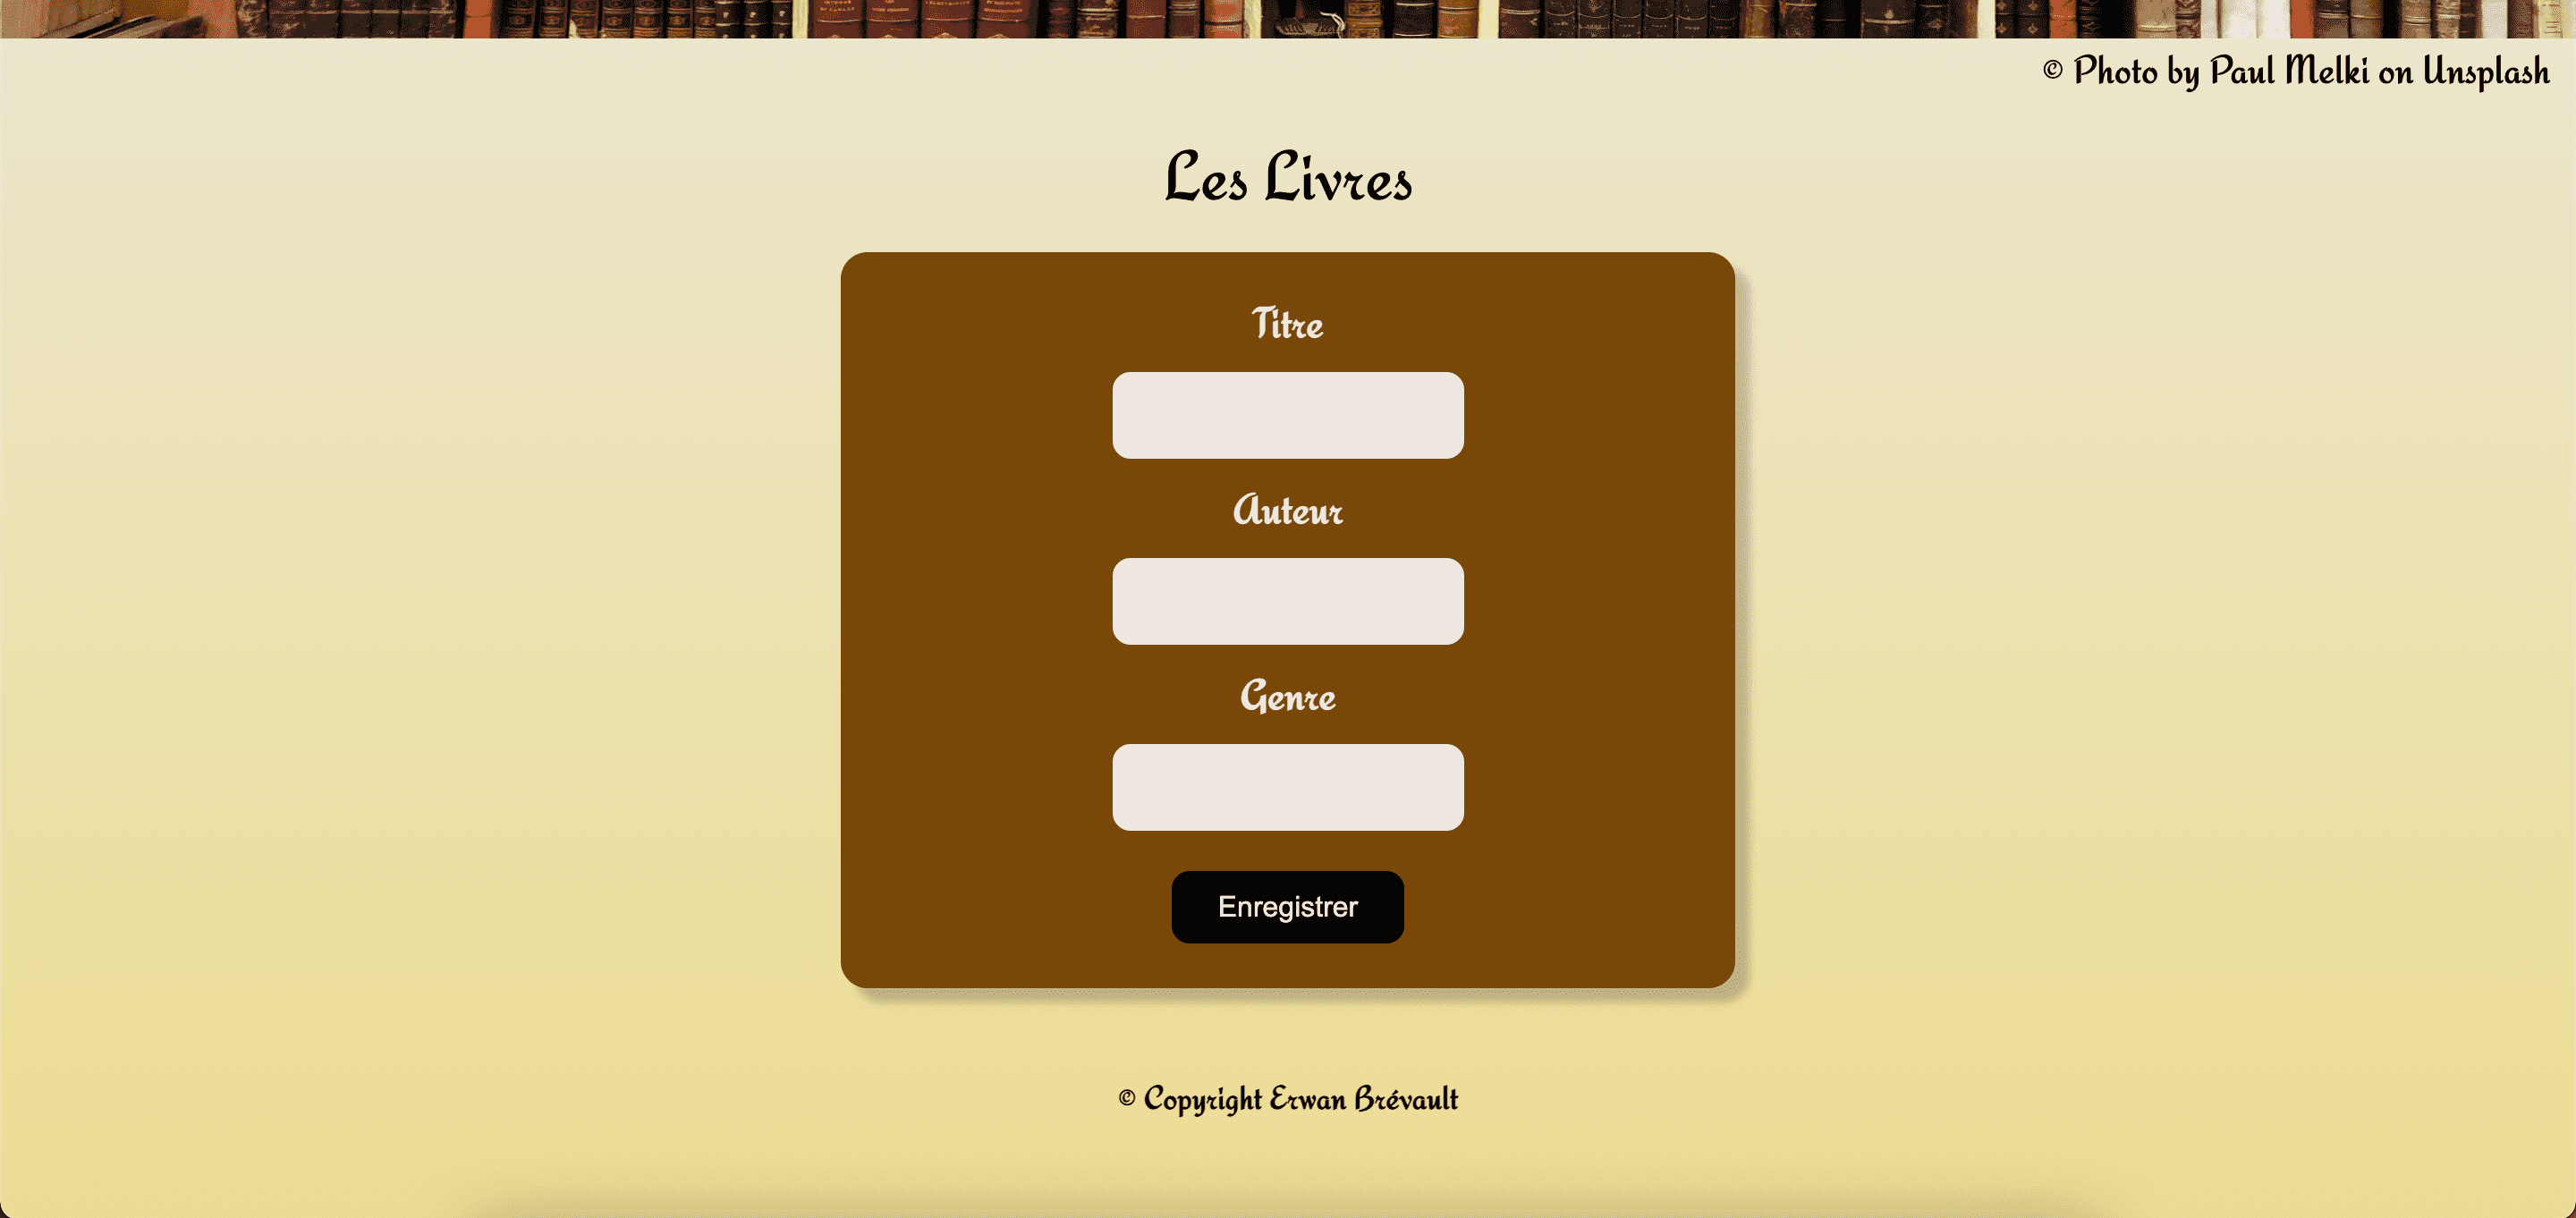 © Photo by Paul Melki on Unsplash
Les Livres
Titre
Auteur
Genre
Enregistrer
© Copyright Erwan Brévault